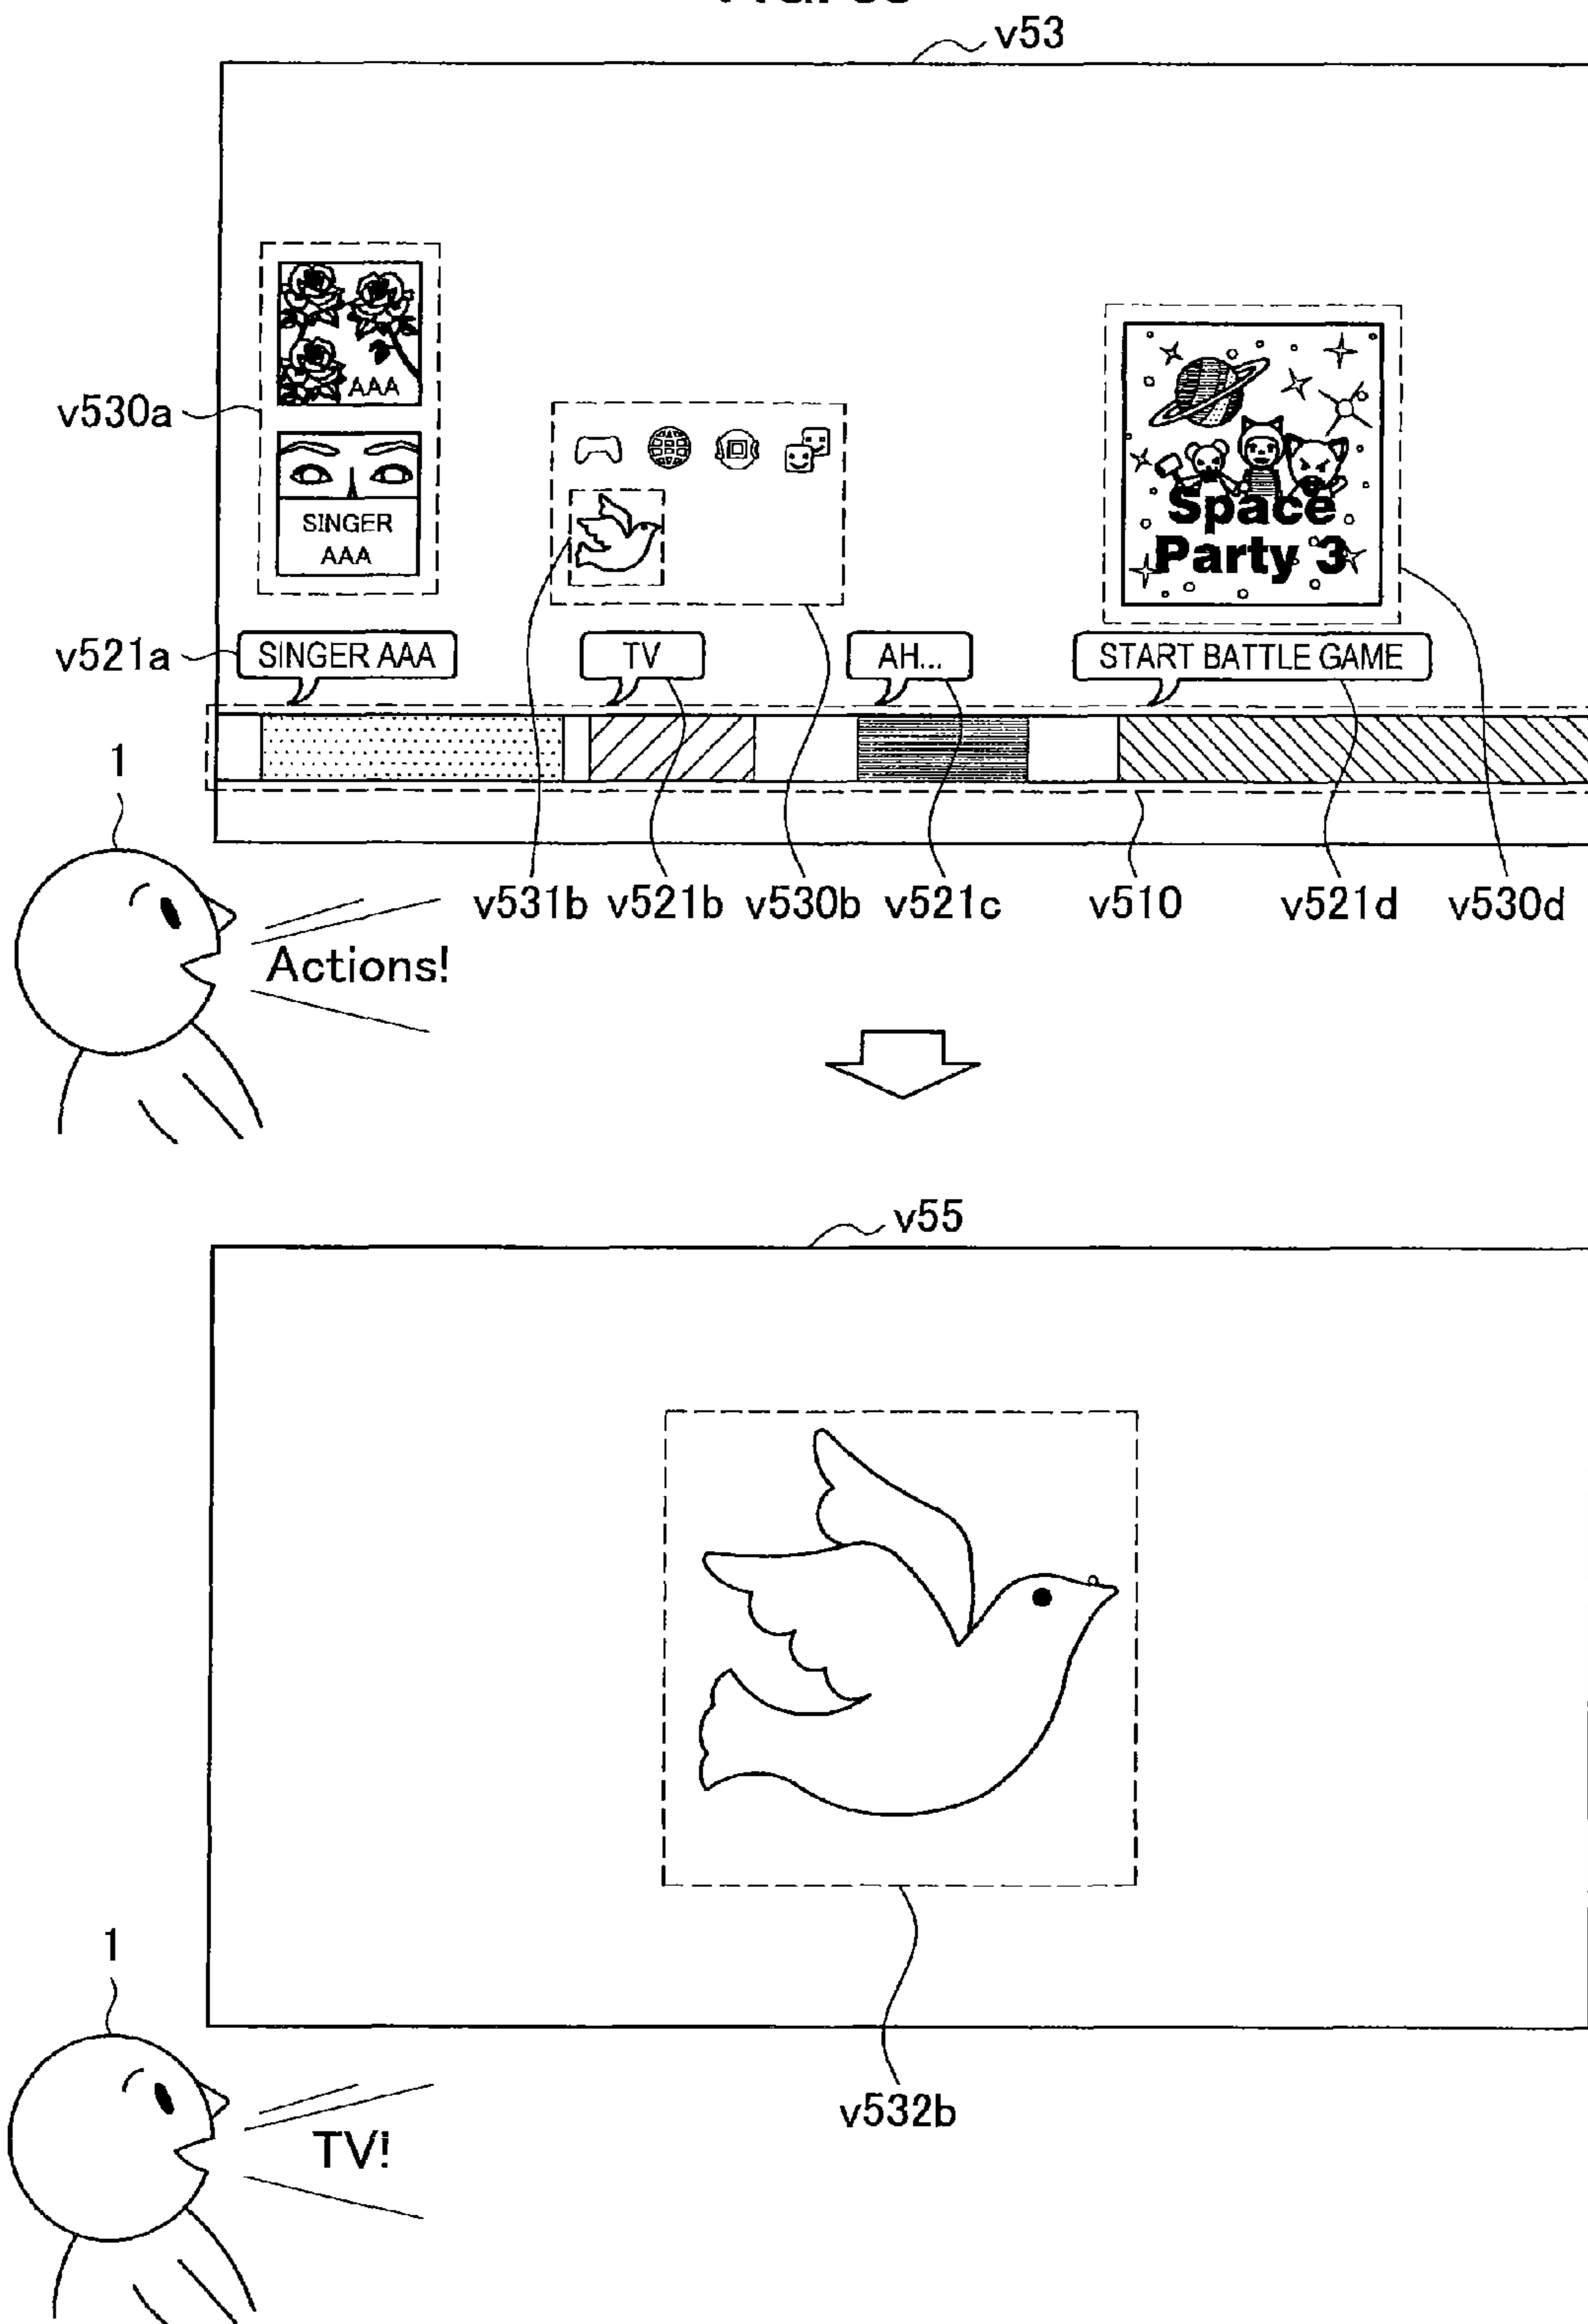 v53
AAA
v530a
SINGER
AAA
Space
Party 3
v521a
SINGER AAA
TV
AH...
START BATTLE GAME
1
v531b
v521b
v530b
v521c
v510
v521d
v530d
Actions!
v55
1
v532b
TV!